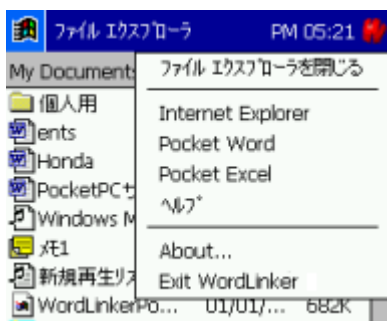 ファイル エクスプローラ PM 05:21
My Document
ファイル エクスプローラを閉じる
個人用
Internet Explorer
ents
Pocket Word
Honda
Pocket Excel
PocketPCサ
ヘルプ
Windows M
メモ1
About...
新規再生リス
Exit WordLinker
WordLinkerPo... 01/01/... 682K